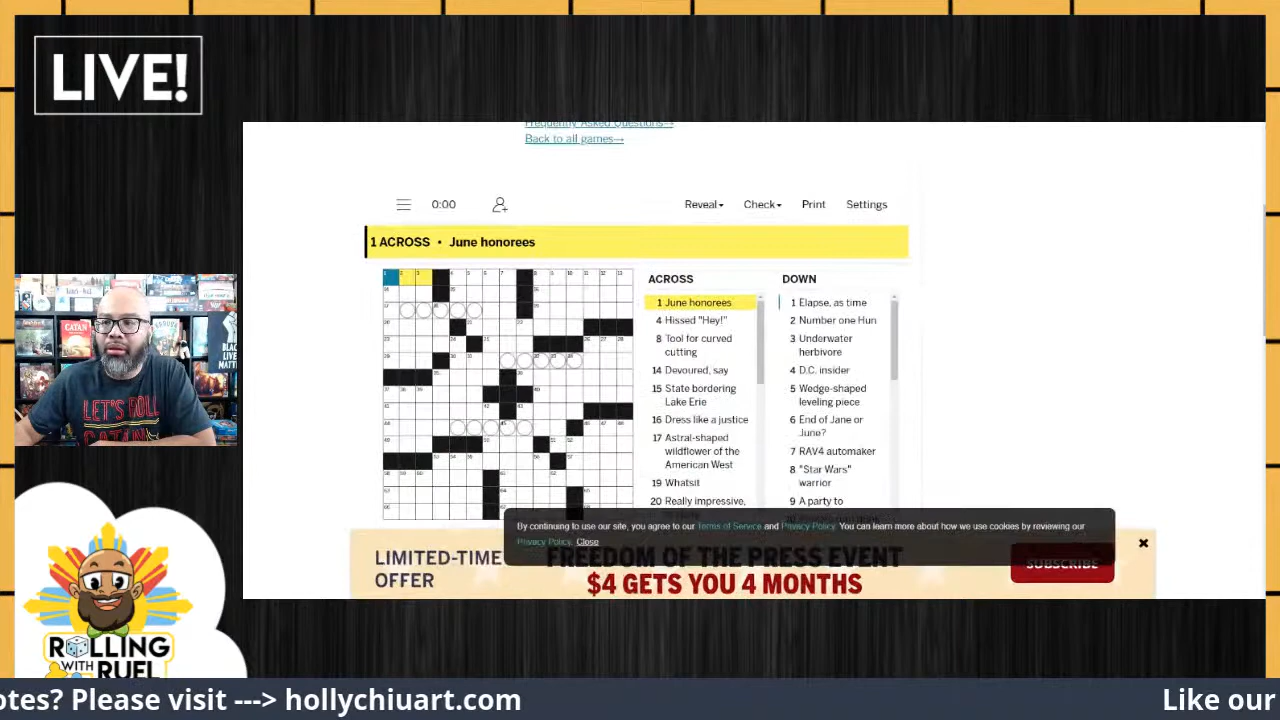 LIVE!
Frequently Asked Questions→
Back to all games→
0:00
Reveal
Check
Print
Settings
1 ACROSS • June honorees
ACROSS
1 June honorees
4 Hissed "Hey!"
8 Tool for curved
cutting
14 Devoured, say
15 State bordering
Lake Erie
16 Dress like a justice
17 Astral-shaped
wildflower of the
American West
19 Whatsit
20 Really impressive,
DOWN
1 Elapse, as time
2 Number one Hun
3 Underwater
herbivore
4 D.C. insider
5 Wedge-shaped
leveling piece
6 End of Jane or
June?
7 RAV4 automaker
8 "Star Wars"
warrior
9 A party to
By continuing to use our site, you agree to our Terms of Service and Privacy Policy. You can learn more about how we use cookies by reviewing our
Privacy Policy. Close
LIMITED-TIME
OFFER
FREEDOM OF THE PRESS EVENT
$4 GETS YOU 4 MONTHS
SUBSCRIBE
CATAN
BLACK
LIVES
LET'S ROLL
CATAN
ROLLING
WITH RUEL
otes? Please visit ---> hollychiuart.com
Like our